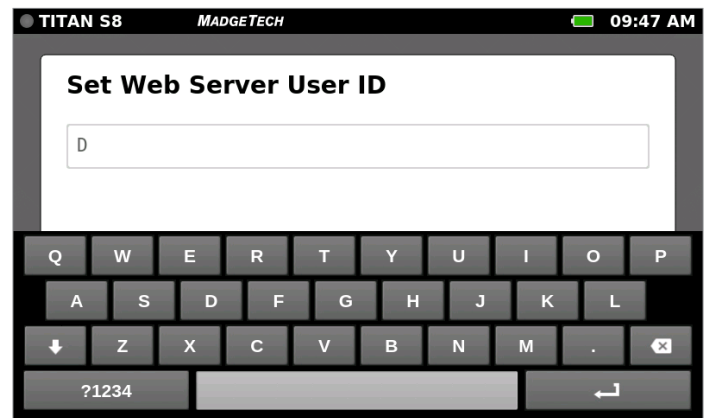 TITAN S8 MADGETECH 09:47 AM
Set Web Server User ID
D
Q W E R T Y U I O P
A S D F G H J K L
Z X C V B N M .
?1234